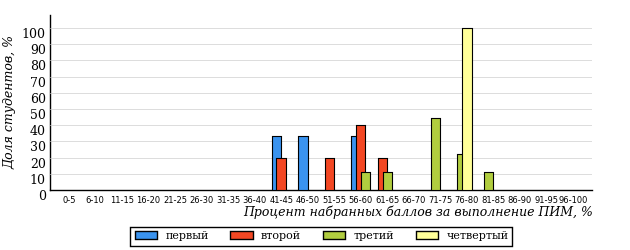 Доля студентов, %
100
90
80
70
60
50
40
30
20
10
0
0-5 6-10 11-15 16-20 21-25 26-30 31-35 36-40 41-45 46-50 51-55 56-60 61-65 66-70 71-75 76-80 81-85 86-90 91-95 96-100
Процент набранных баллов за выполнение ПИМ, %
первый второй третий четвертый